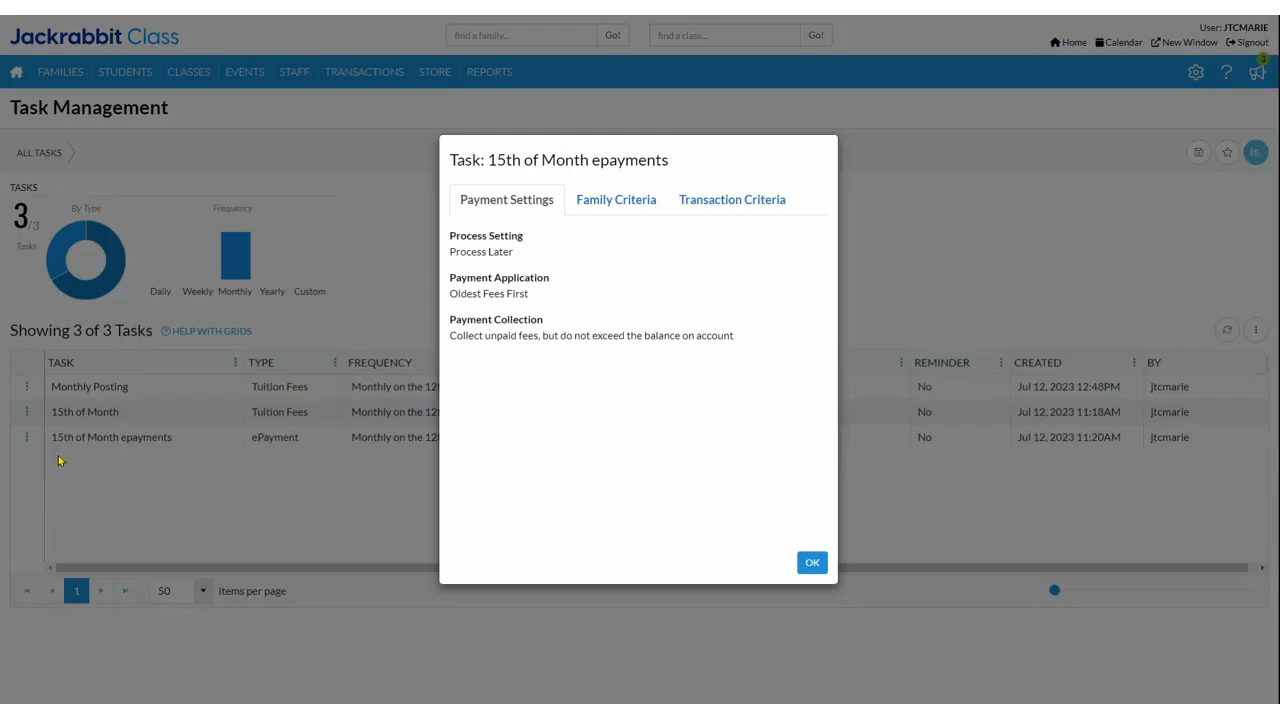 Jackrabbit Class
find a family...
Go!
find a class...
Go!
User: JTCMARIE
Home Calendar New Window Signout
FAMILIES STUDENTS CLASSES EVENTS STAFF TRANSACTIONS STORE REPORTS
3
Task Management
ALL TASKS
TASKS
3/3
Tasks
By Type
Frequency
Daily Weekly Monthly Yearly Custom
Showing 3 of 3 Tasks HELP WITH GRIDS
TASK TYPE FREQUENCY REMINDER CREATED BY
Monthly Posting Tuition Fees Monthly on the 12 No Jul 12, 2023 12:48PM jtcmarie
15th of Month Tuition Fees Monthly on the 12 No Jul 12, 2023 11:18AM jtcmarie
15th of Month epayments ePayment Monthly on the 12 No Jul 12, 2023 11:20AM jtcmarie
1 50 items per page
Task: 15th of Month epayments
Payment Settings Family Criteria Transaction Criteria
Process Setting
Process Later
Payment Application
Oldest Fees First
Payment Collection
Collect unpaid fees, but do not exceed the balance on account
OK